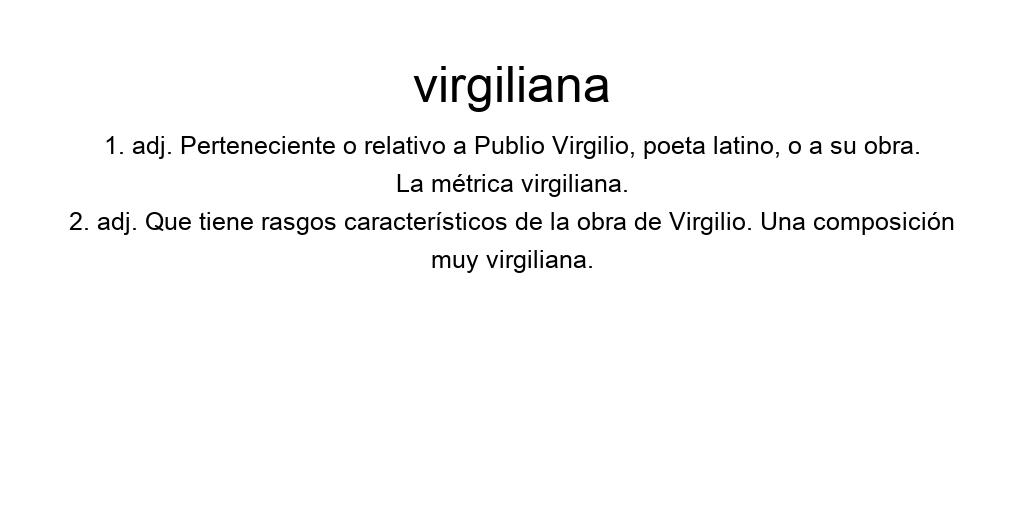 virgiliana
1. adj. Perteneciente o relativo a Publio Virgilio, poeta latino, o a su obra.
La métrica virgiliana.
2. adj. Que tiene rasgos característicos de la obra de Virgilio. Una composición
muy virgiliana.